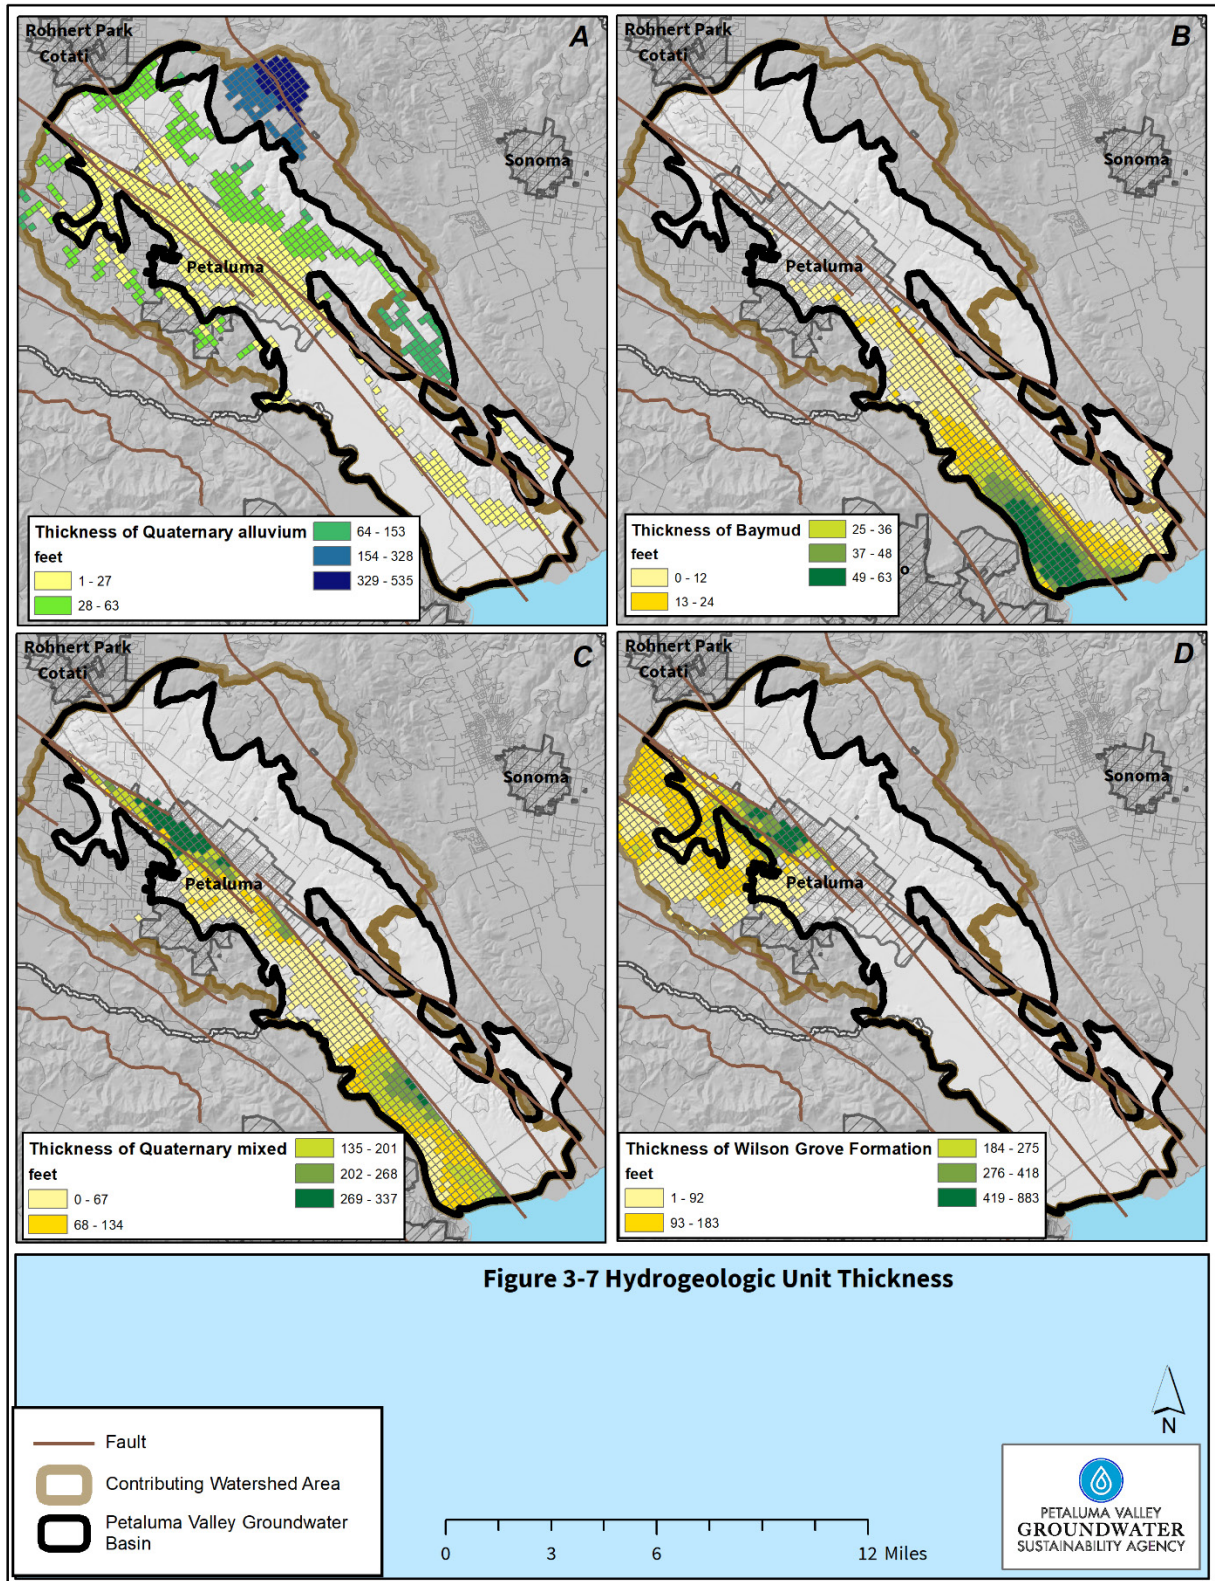 Rohnert Park
Cotati
A
Sonoma
Petaluma
Thickness of Quaternary alluvium
feet
1 - 27
28 - 63
64 - 153
154 - 328
329 - 535
Rohnert Park
Cotati
B
Sonoma
Petaluma
Thickness of Baymud
feet
0 - 12
13 - 24
25 - 36
37 - 48
49 - 63
o
Rohnert Park
Cotati
C
Sonoma
Petaluma
Thickness of Quaternary mixed
feet
0 - 67
68 - 134
135 - 201
202 - 268
269 - 337
Rohnert Park
Cotati
D
Sonoma
Petaluma
Thickness of Wilson Grove Formation
feet
1 - 92
93 - 183
184 - 275
276 - 418
419 - 883
Figure 3-7 Hydrogeologic Unit Thickness
Fault
Contributing Watershed Area
Petaluma Valley Groundwater
Basin
0 3 6 12 Miles
N
PETALUMA VALLEY
GROUNDWATER
SUSTAINABILITY AGENCY